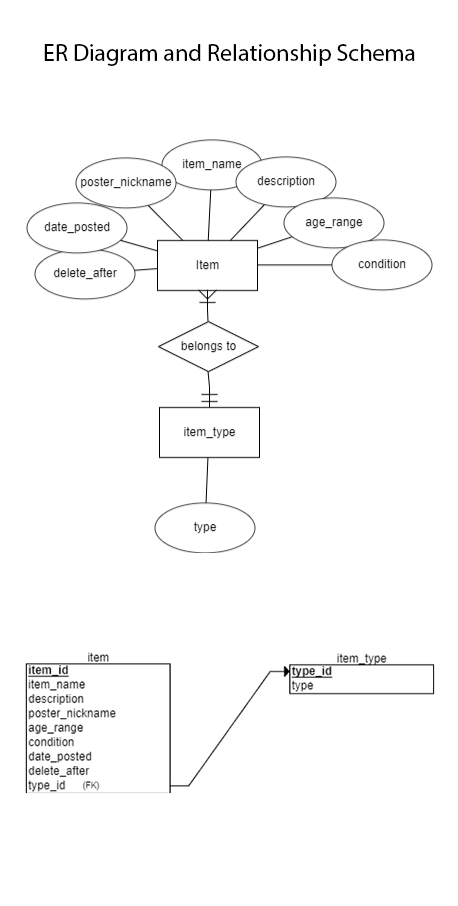 ER Diagram and Relationship Schema
item_name
poster_nickname
description
date_posted
age_range
delete_after
Item
condition
belongs to
item_type
type
item
item_id
item_name
description
poster_nickname
age_range
condition
date_posted
delete_after
type_id (FK)
item_type
type_id
type